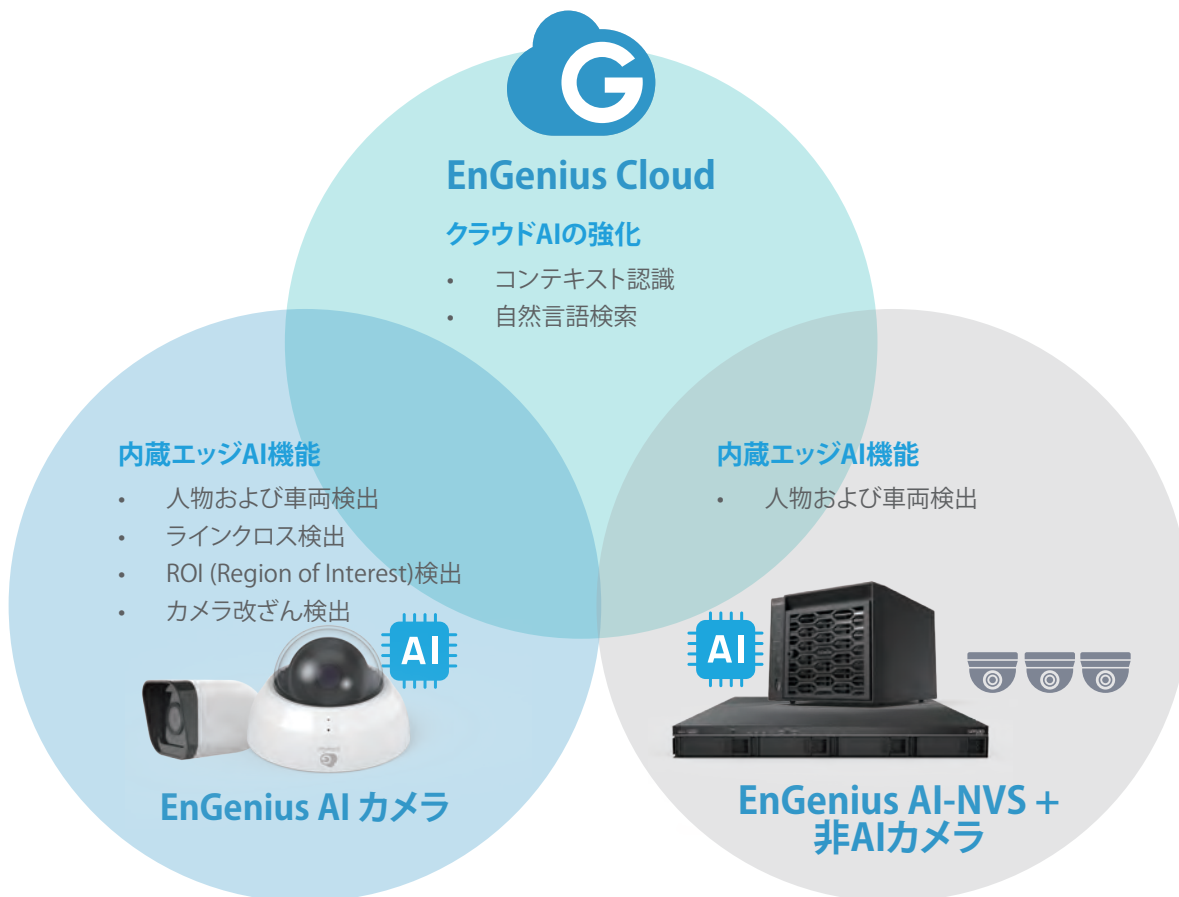 G
EnGenius Cloud
クラウドAIの強化
• コンテキスト認識
• 自然言語検索
内蔵エッジAI機能
• 人物および車両検出
• ラインクロス検出
• ROI (Region of Interest)検出
• カメラ改ざん検出
AI
EnGenius AI カメラ
内蔵エッジAI機能
• 人物および車両検出
AI
EnGenius AI-NVS +
非AIカメラ